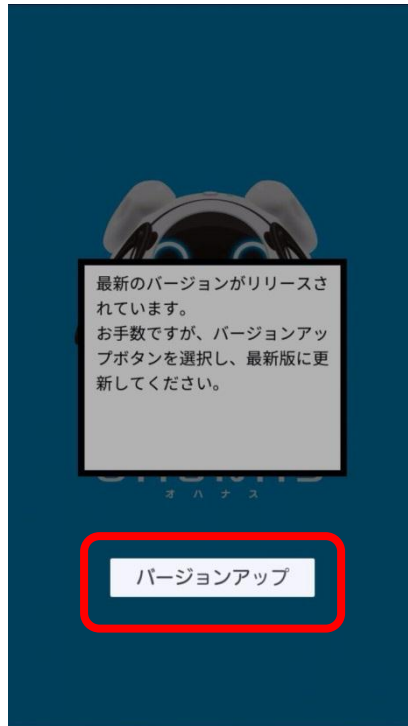 最新のバージョンがリリースさ
れています。
お手数ですが、バージョンアッ
プボタンを選択し、最新版に更
新してください。
オハナス
バージョンアップ